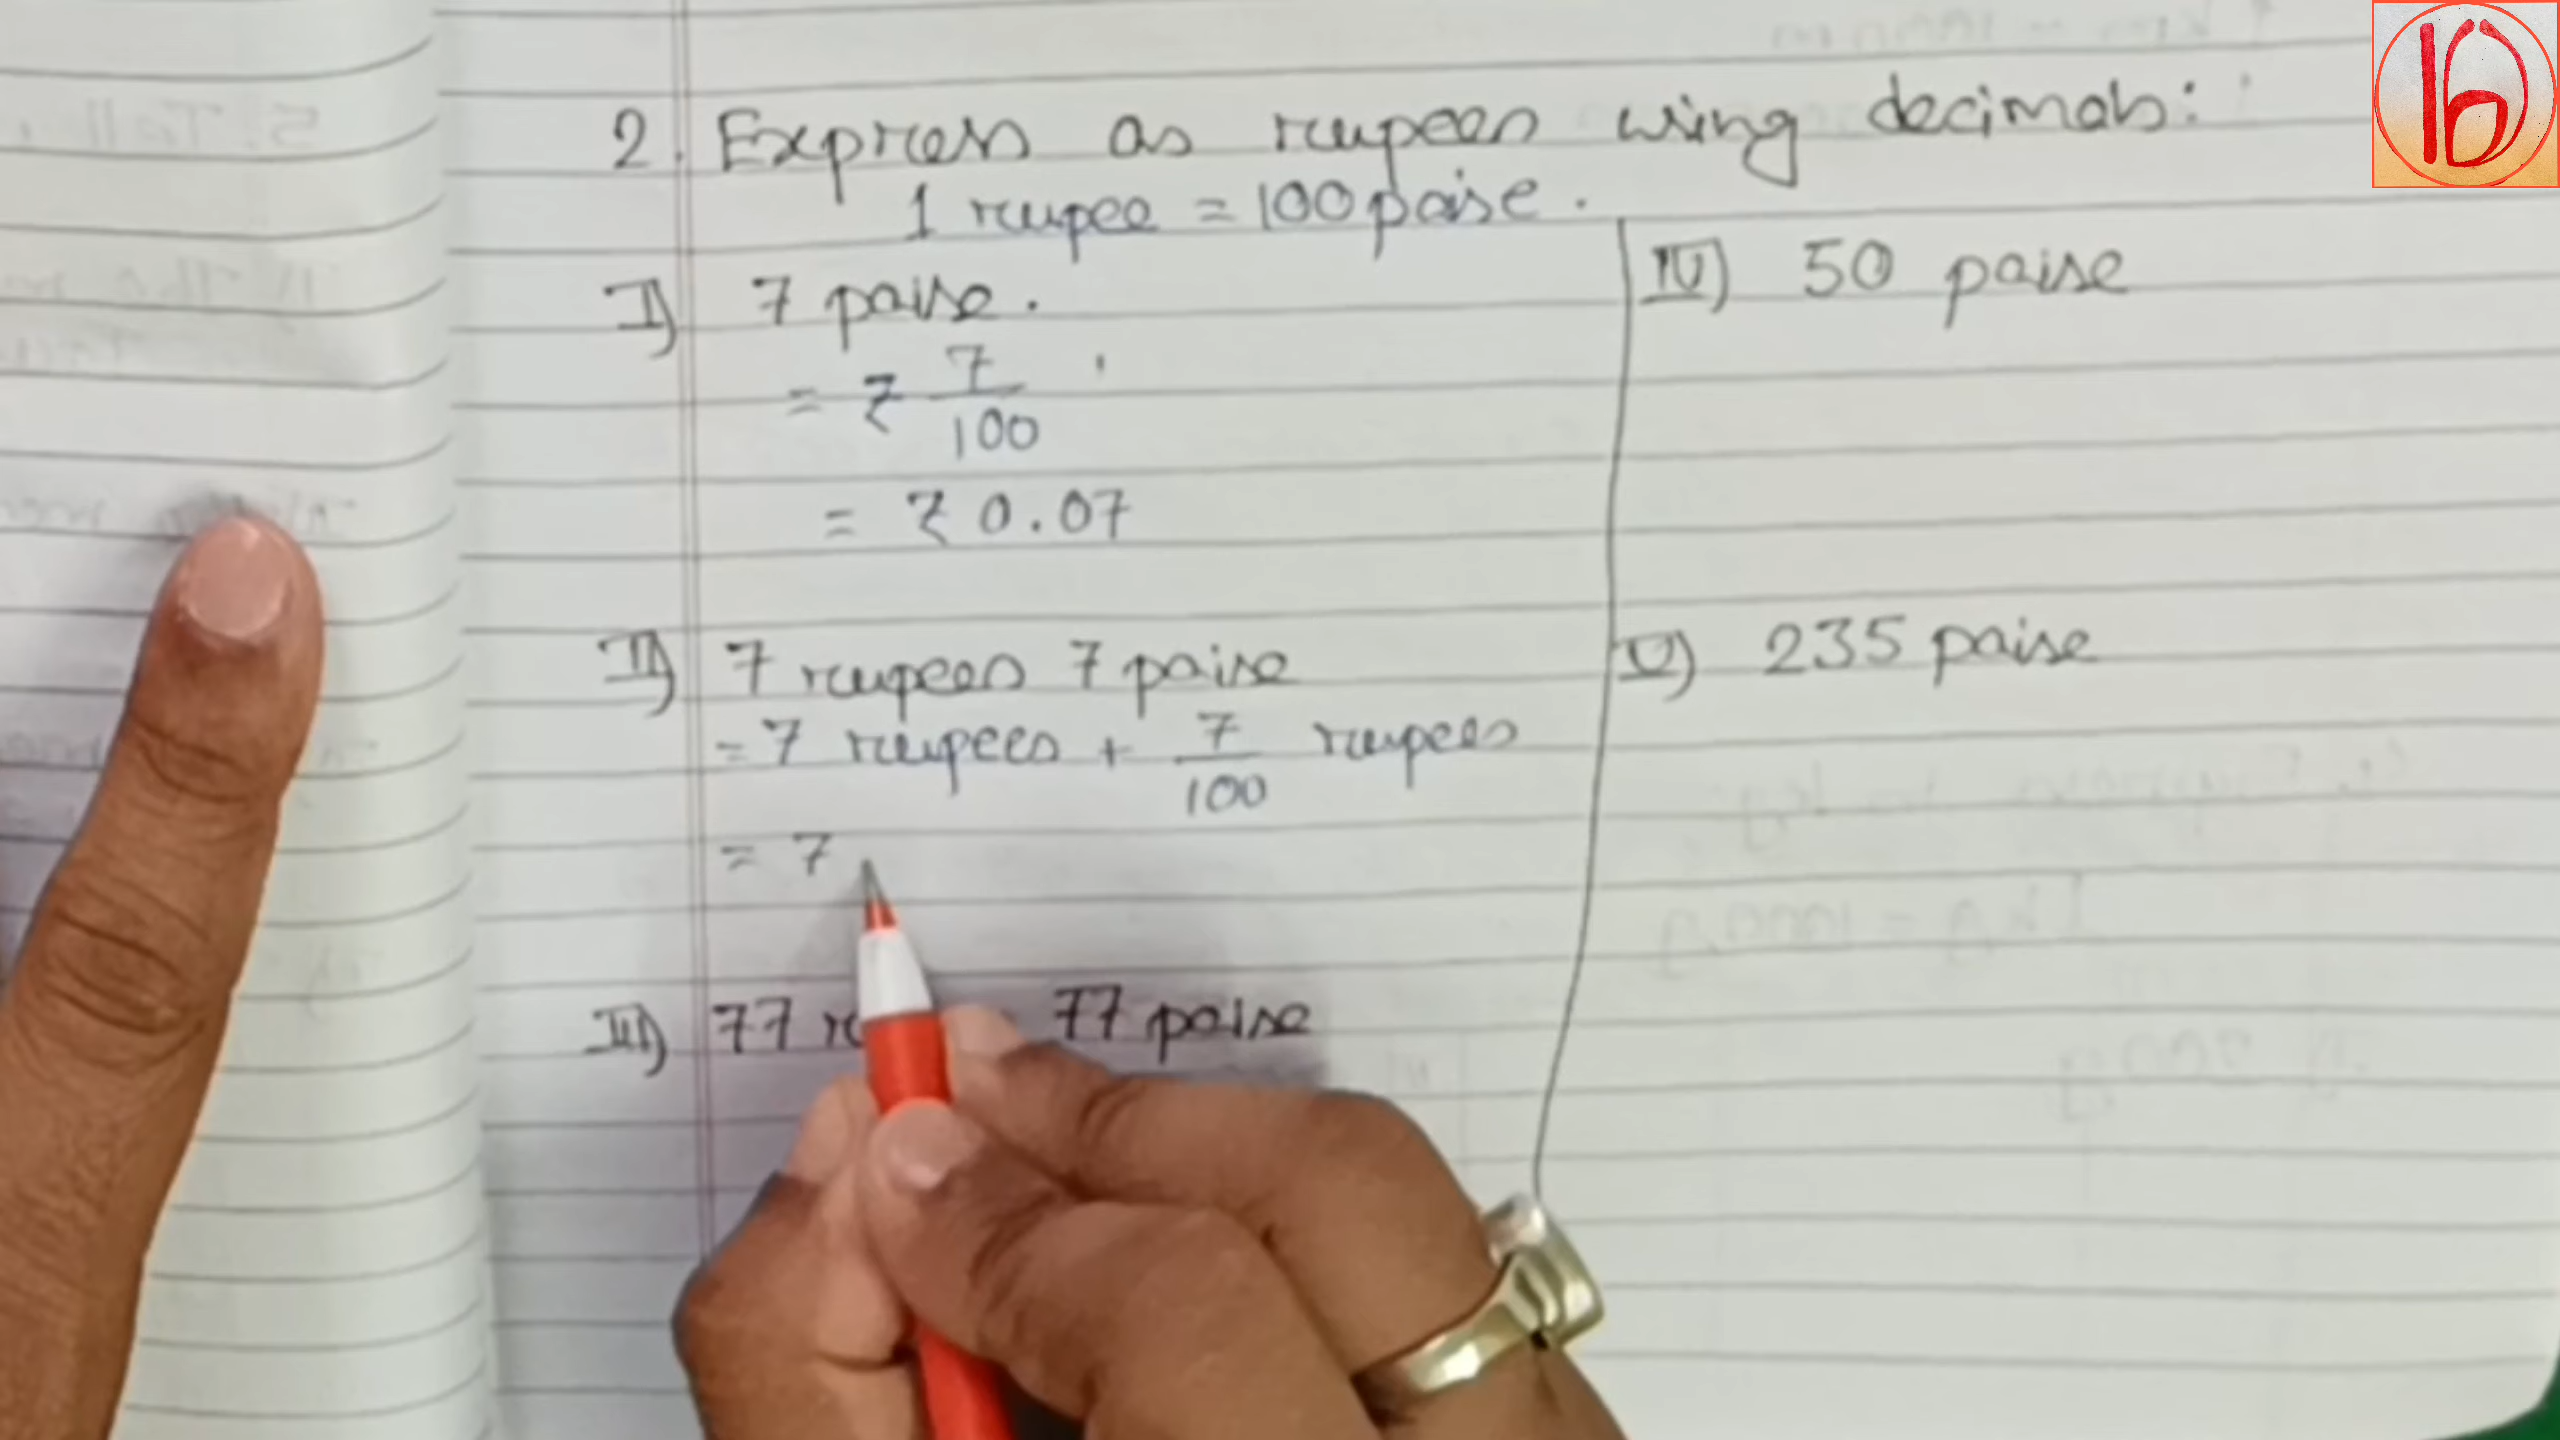 2. Express as rupees using decimals:
1 rupee = 100 paise.
I) 7 paise.
= ₹ 7/100
= ₹ 0.07
II) 7 rupees 7 paise
= 7 rupees + 7/100 rupees
= 7
III) 77 77 paise
IV) 50 paise
V) 235 paise